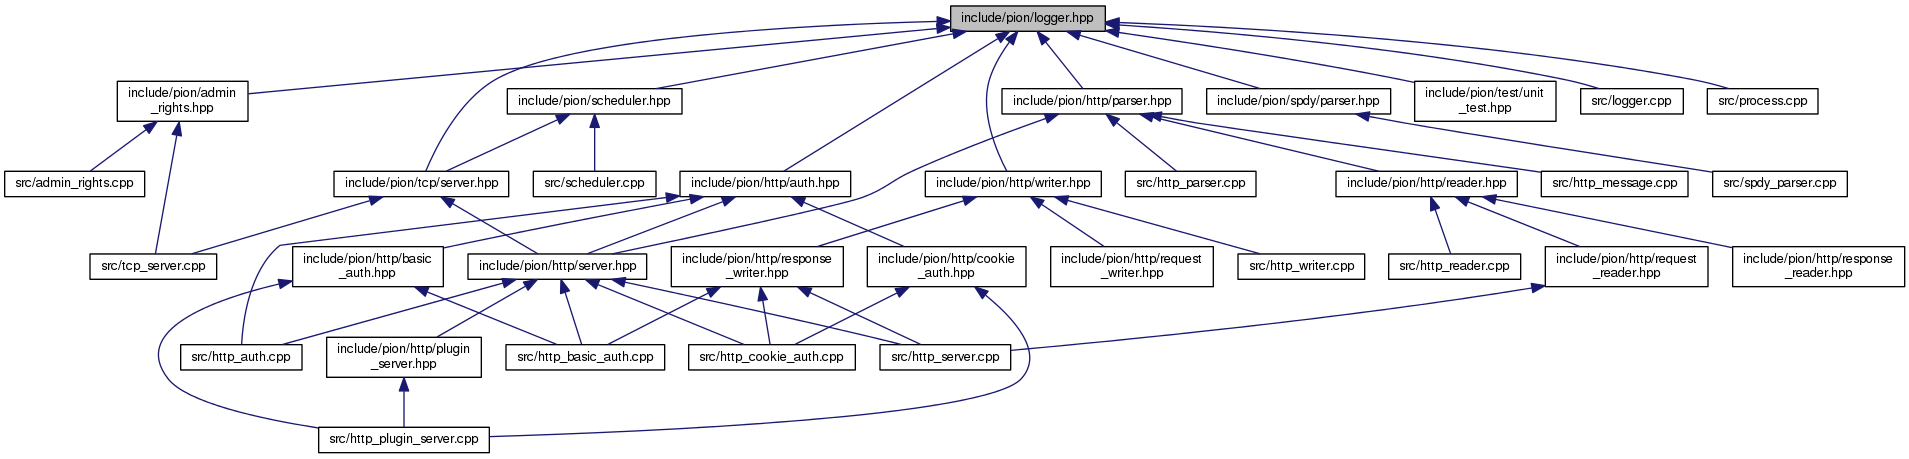 include/pion/logger.hpp
include/pion/admin
_rights.hpp
include/pion/scheduler.hpp
include/pion/http/parser.hpp
include/pion/spdy/parser.hpp
include/pion/test/unit
_test.hpp
src/logger.cpp
src/process.cpp
src/admin_rights.cpp
include/pion/tcp/server.hpp
src/scheduler.cpp
include/pion/http/auth.hpp
include/pion/http/writer.hpp
src/http_parser.cpp
include/pion/http/reader.hpp
src/http_message.cpp
src/spdy_parser.cpp
src/tcp_server.cpp
include/pion/http/basic
_auth.hpp
include/pion/http/server.hpp
include/pion/http/response
_writer.hpp
include/pion/http/cookie
_auth.hpp
include/pion/http/request
_writer.hpp
src/http_writer.cpp
src/http_reader.cpp
include/pion/http/request
_reader.hpp
include/pion/http/response
_reader.hpp
src/http_auth.cpp
include/pion/http/plugin
_server.hpp
src/http_basic_auth.cpp
src/http_cookie_auth.cpp
src/http_server.cpp
src/http_plugin_server.cpp